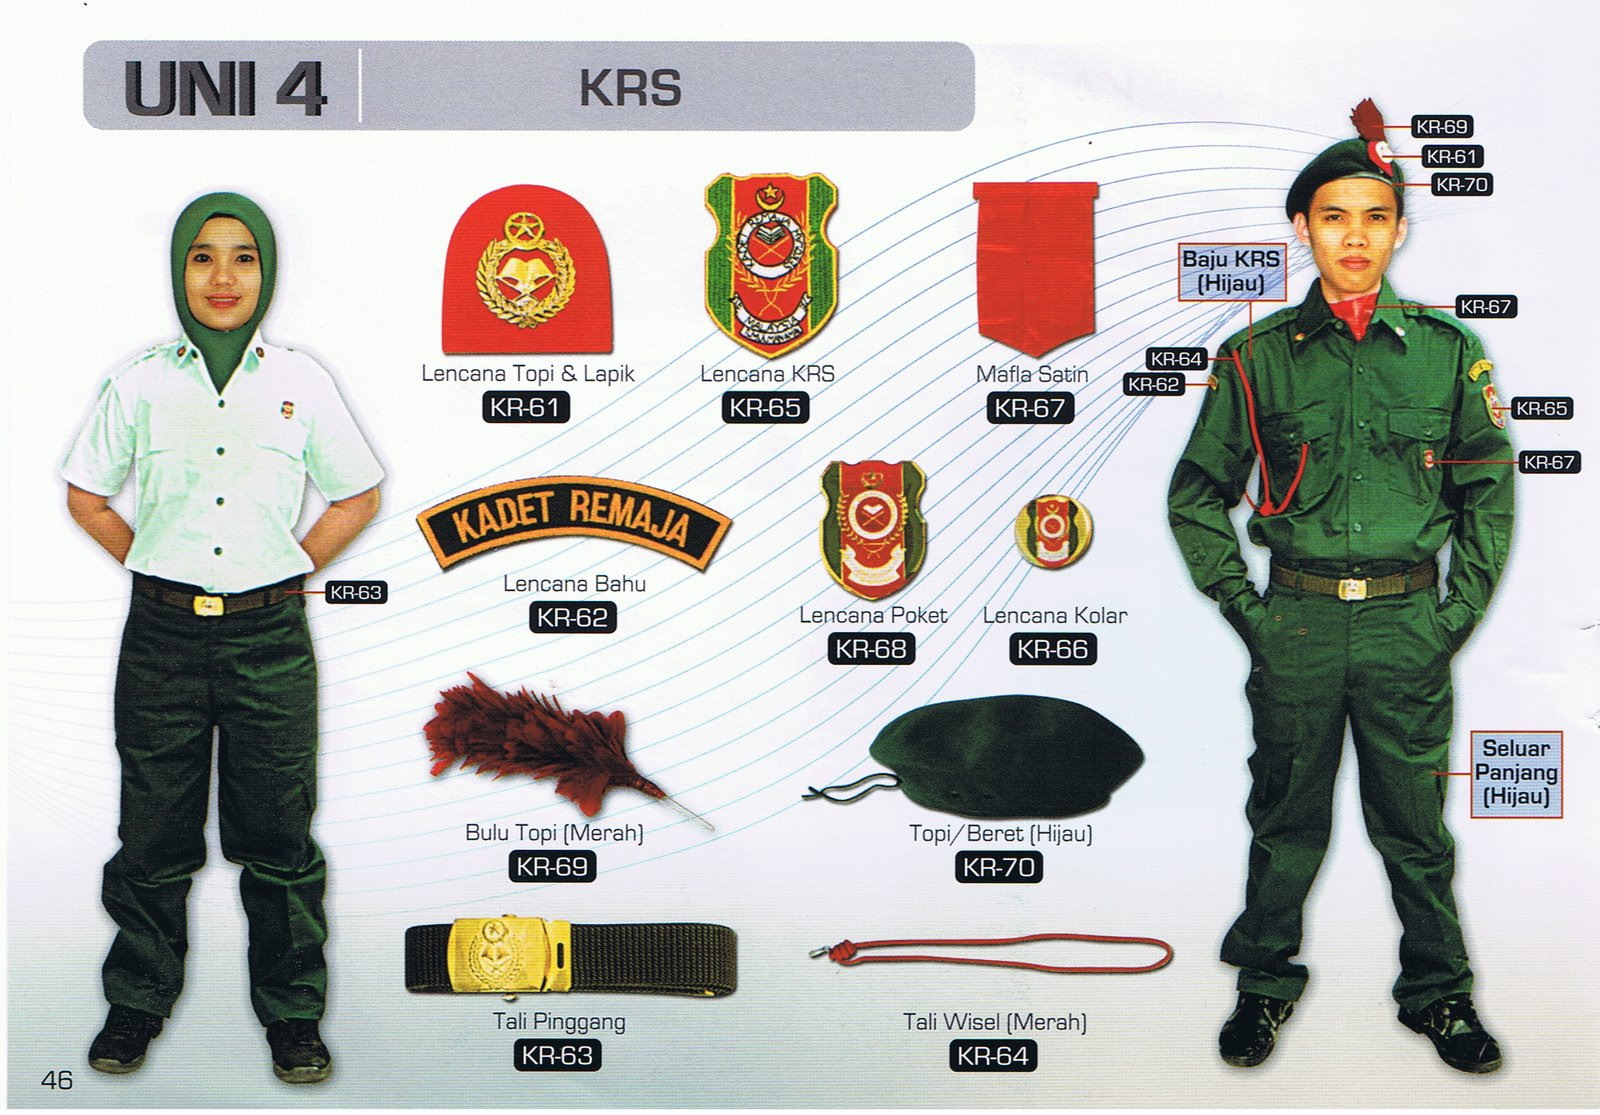 UNI 4
KRS
KR-69
KR-61
KR-70
Baju KRS
(Hijau)
KR-67
KR-64
KR-62
KR-65
KR-67
Lencana Topi & Lapik
KR-61
Lencana KRS
KR-65
Mafla Satin
KR-67
KADET REMAJA
Lencana Bahu
KR-62
Lencana Poket
KR-68
Lencana Kolar
KR-66
KR-63
Bulu Topi (Merah)
KR-69
Topi/Beret (Hijau)
KR-70
Seluar
Panjang
(Hijau)
Tali Pinggang
KR-63
Tali Wisel (Merah)
KR-64
46